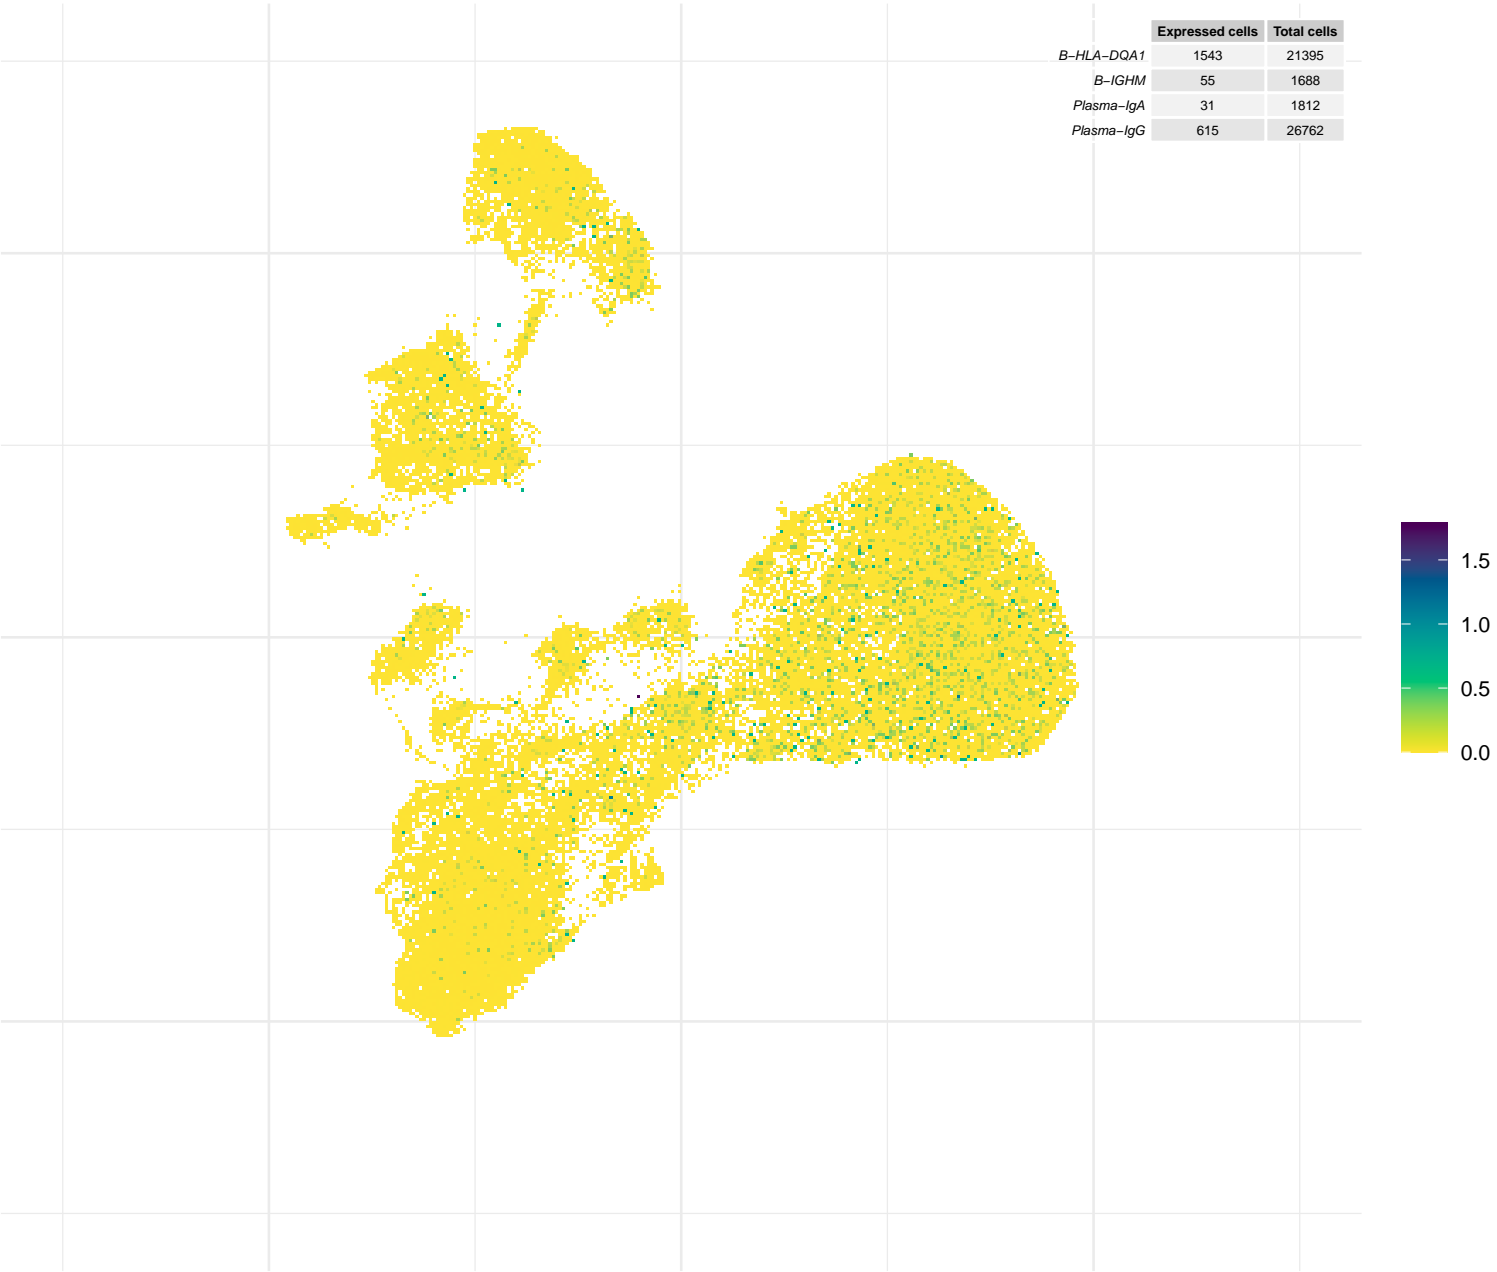 Expressed cells Total cells
B−HLA−DQA1 1543 21395
B−IGHM 55 1688
Plasma−IgA 31 1812
Plasma−IgG 615 26762
1.5
1.0
0.5
0.0